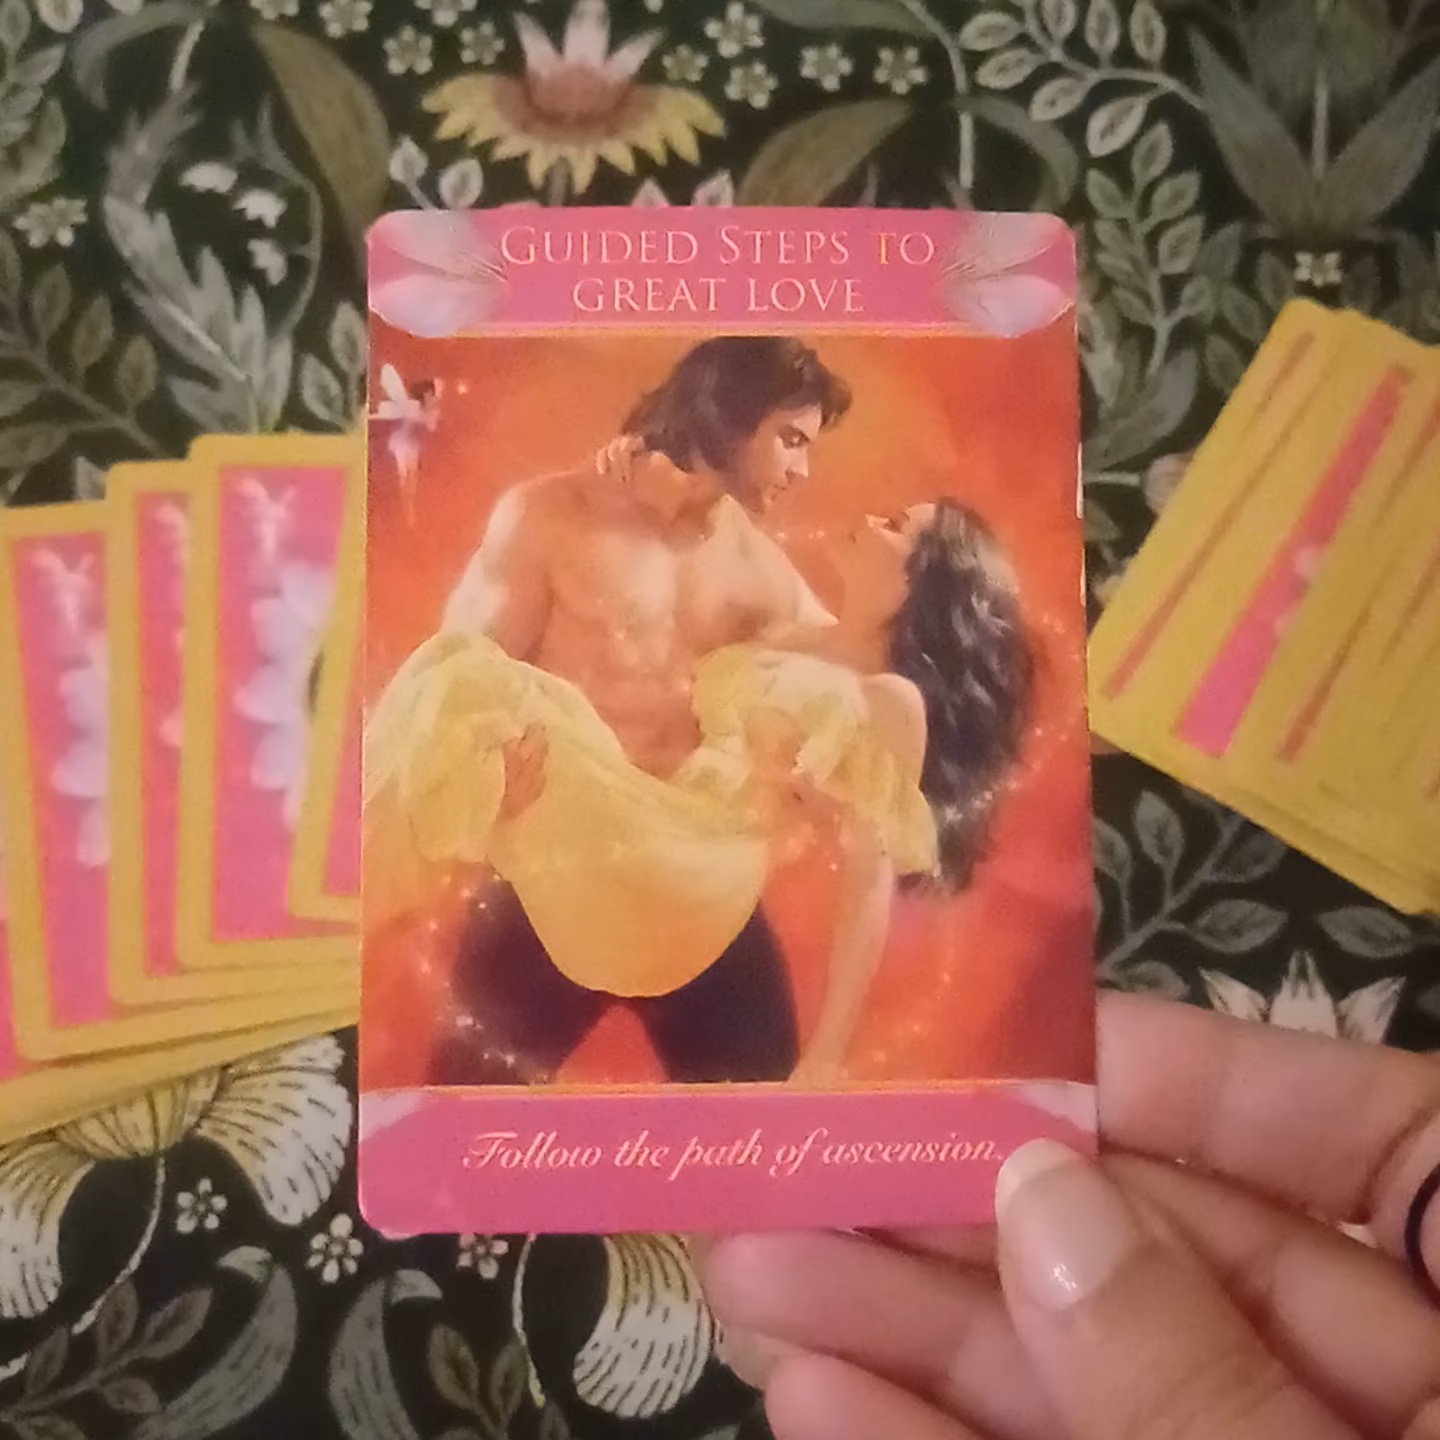 GUIDED STEPS TO
GREAT LOVE
Follow the path of ascension.